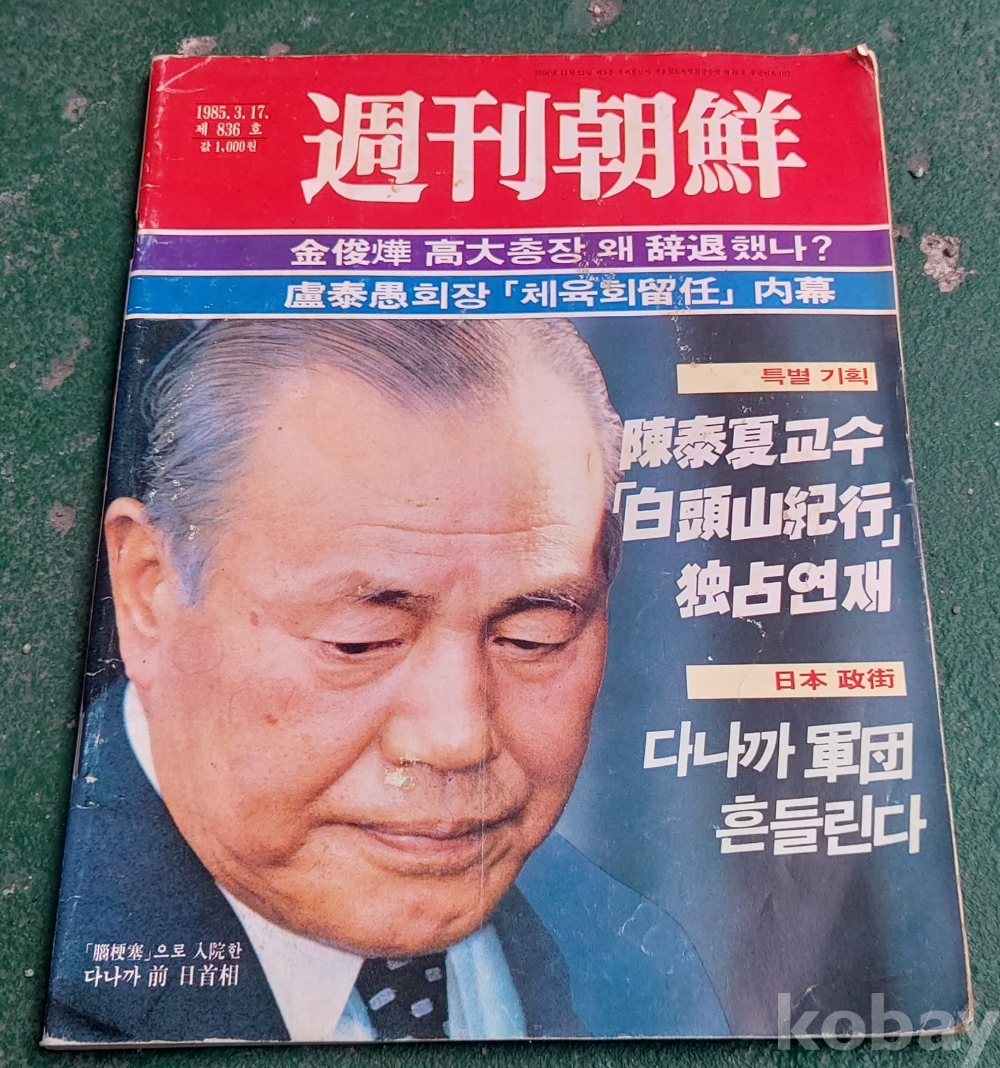 1985. 3. 17.
제 836 호
값 1,000원
週刊朝鮮
金俊燁 高大총장 왜 辞退했나?
盧泰愚회장「체육회留任」内幕
특별 기획
陳泰夏교수
「白頭山紀行」
独占연재
日本 政街
다나까 軍団
흔들린다
「腦梗塞」으로 入院한
다나까 前 日首相
kobay